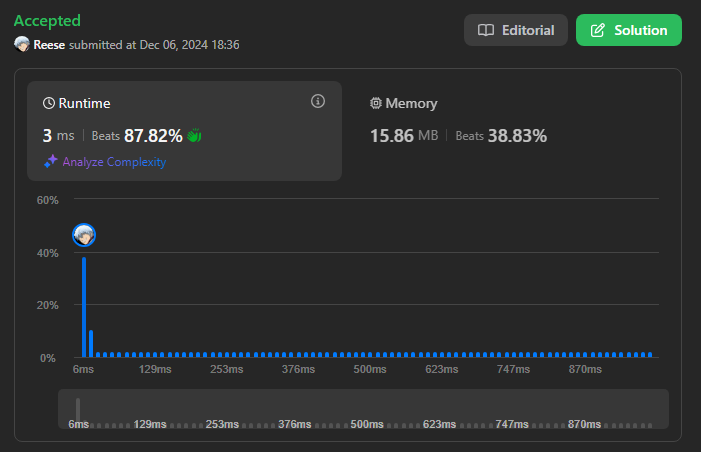 Accepted
Editorial
Solution
Reese submitted at Dec 06, 2024 18:36
Runtime
3 ms | Beats 87.82%
Analyze Complexity
Memory
15.86 MB | Beats 38.83%
60%
40%
20%
0%
6ms 129ms 253ms 376ms 500ms 623ms 747ms 870ms
6ms 129ms 253ms 376ms 500ms 623ms 747ms 870ms